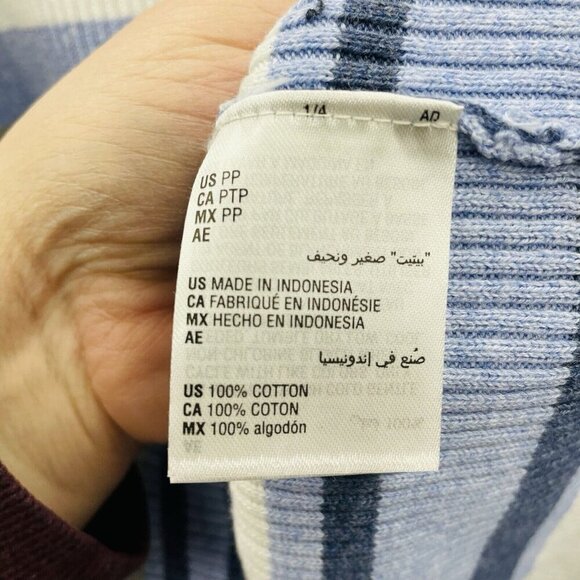 1/4 AD
US PP
CA PTP
MX PP
AE
"بيتيت" صغير ونحيف
US MADE IN INDONESIA
CA FABRIQUÉ EN INDONÉSIE
MX HECHO EN INDONESIA
AE
صُنع في إندونيسيا
US 100% COTTON
CA 100% COTON
MX 100% algodón
AE